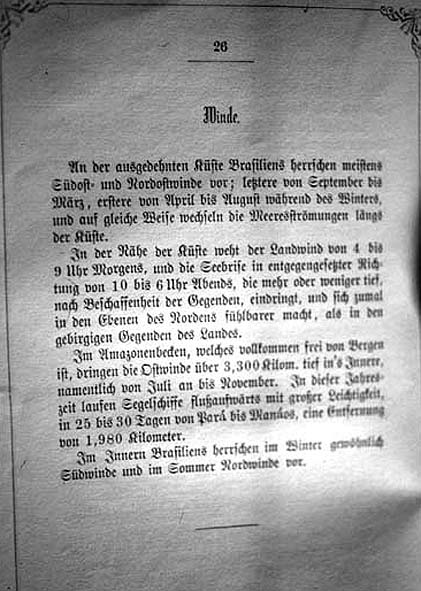 26
Winde.
An der ausgedehnten Küste Brasiliens herrschen meistens
Südost- und Nordostwinde vor; letztere von September bis
März, erstere von April bis August während des Winters,
und auf gleiche Weise wechseln die Meeresströmungen längs
der Küste.
In der Nähe der Küste weht der Landwind von 4 bis
9 Uhr Morgens, und die Seebrise in entgegengesetzter Rich-
tung von 10 bis 6 Uhr Abends, die mehr oder weniger tief,
nach Beschaffenheit der Gegenden, eindringt, und sich zumal
in den Ebenen des Nordens fühlbarer macht, als in den
gebirgigen Gegenden des Landes.
Im Amazonenbecken, welches vollkommen frei von Bergen
ist, dringen die Ostwinde über 3,300 Kilom. tief in's Innere,
namentlich von Juli an bis November. In dieser Jahres-
zeit laufen Segelschiffe flußaufwärts mit großer Leichtigkeit,
in 25 bis 30 Tagen von Pará bis Manáos, eine Entfernung
von 1,980 Kilometer.
Im Innern Brasiliens herrschen im Winter gewöhnlich
Südwinde und im Sommer Nordwinde vor.